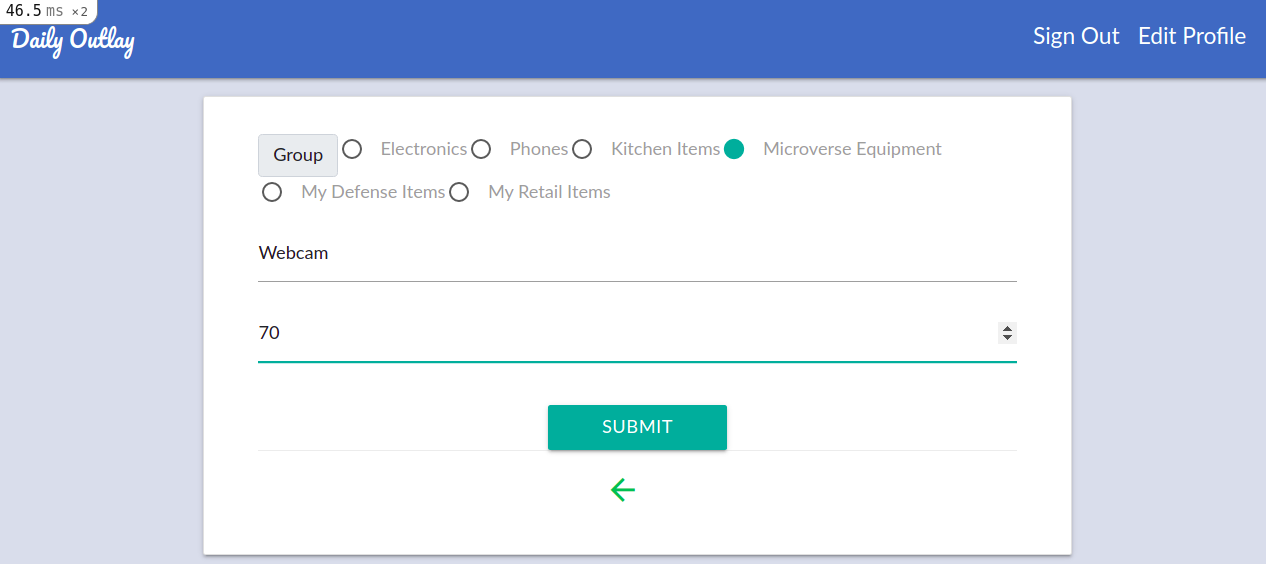 46.5 ms ×2
Daily Outlay
Sign Out Edit Profile
Group Electronics Phones Kitchen Items Microverse Equipment
My Defense Items My Retail Items
Webcam
70
SUBMIT